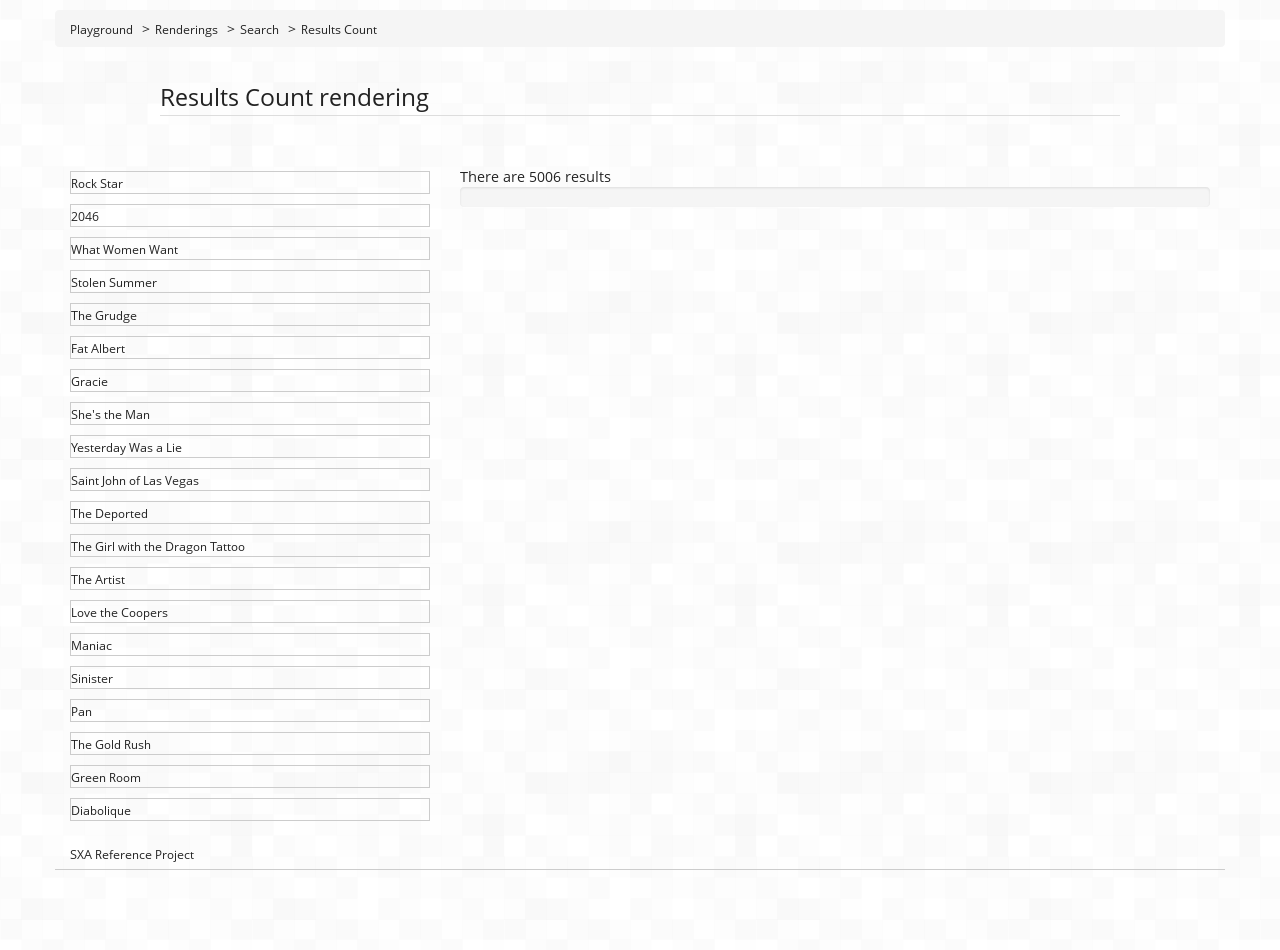 Playground > Renderings > Search > Results Count
Results Count rendering
Rock Star
2046
What Women Want
Stolen Summer
The Grudge
Fat Albert
Gracie
She's the Man
Yesterday Was a Lie
Saint John of Las Vegas
The Deported
The Girl with the Dragon Tattoo
The Artist
Love the Coopers
Maniac
Sinister
Pan
The Gold Rush
Green Room
Diabolique
There are 5006 results
SXA Reference Project